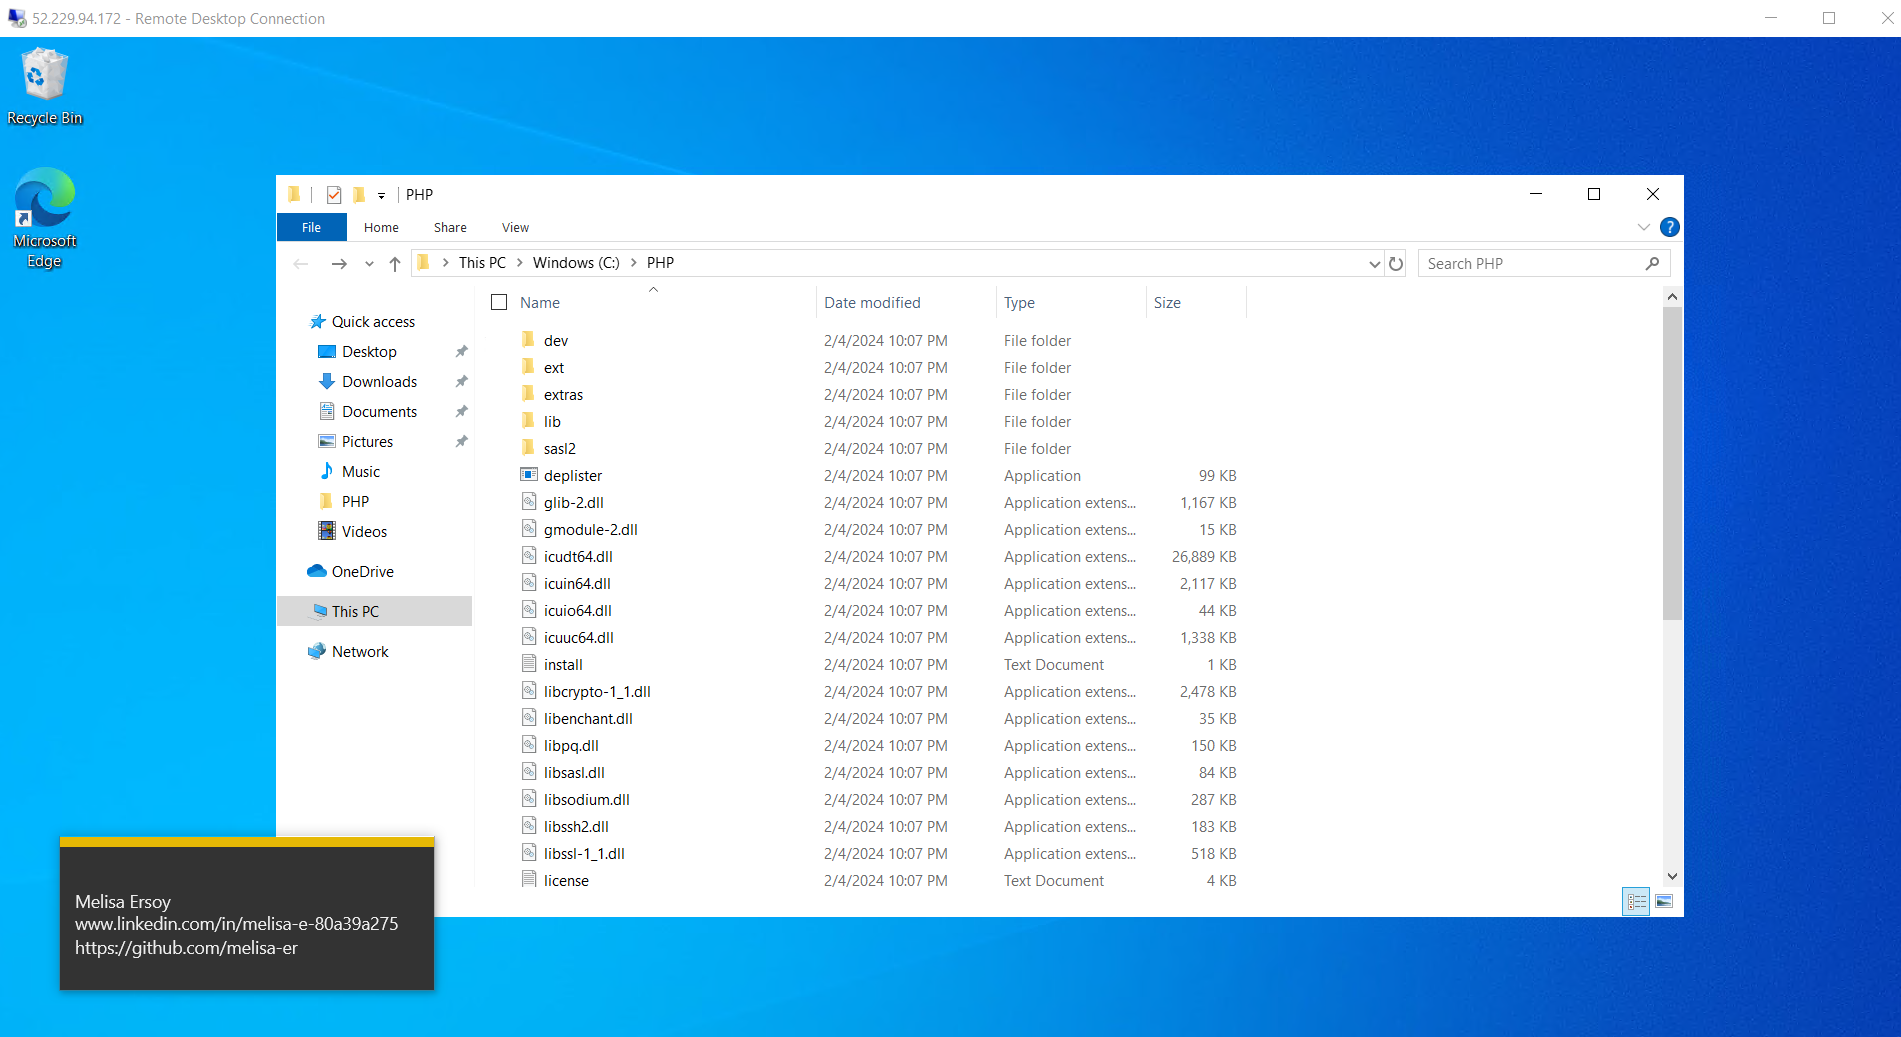 52.229.94.172 - Remote Desktop Connection
Recycle Bin
Microsoft
Edge
PHP
File Home Share View
This PC Windows (C:) PHP
Search PHP
Quick access
Desktop
Downloads
Documents
Pictures
Music
PHP
Videos
OneDrive
This PC
Network
Name Date modified Type Size
dev 2/4/2024 10:07 PM File folder
ext 2/4/2024 10:07 PM File folder
extras 2/4/2024 10:07 PM File folder
lib 2/4/2024 10:07 PM File folder
sasl2 2/4/2024 10:07 PM File folder
deplister 2/4/2024 10:07 PM Application 99 KB
glib-2.dll 2/4/2024 10:07 PM Application extens... 1,167 KB
gmodule-2.dll 2/4/2024 10:07 PM Application extens... 15 KB
icudt64.dll 2/4/2024 10:07 PM Application extens... 26,889 KB
icuin64.dll 2/4/2024 10:07 PM Application extens... 2,117 KB
icuio64.dll 2/4/2024 10:07 PM Application extens... 44 KB
icuuc64.dll 2/4/2024 10:07 PM Application extens... 1,338 KB
install 2/4/2024 10:07 PM Text Document 1 KB
libcrypto-1_1.dll 2/4/2024 10:07 PM Application extens... 2,478 KB
libenchant.dll 2/4/2024 10:07 PM Application extens... 35 KB
libpq.dll 2/4/2024 10:07 PM Application extens... 150 KB
libsasl.dll 2/4/2024 10:07 PM Application extens... 84 KB
libsodium.dll 2/4/2024 10:07 PM Application extens... 287 KB
libssh2.dll 2/4/2024 10:07 PM Application extens... 183 KB
libssl-1_1.dll 2/4/2024 10:07 PM Application extens... 518 KB
license 2/4/2024 10:07 PM Text Document 4 KB
Melisa Ersoy
www.linkedin.com/in/melisa-e-80a39a275
https://github.com/melisa-er